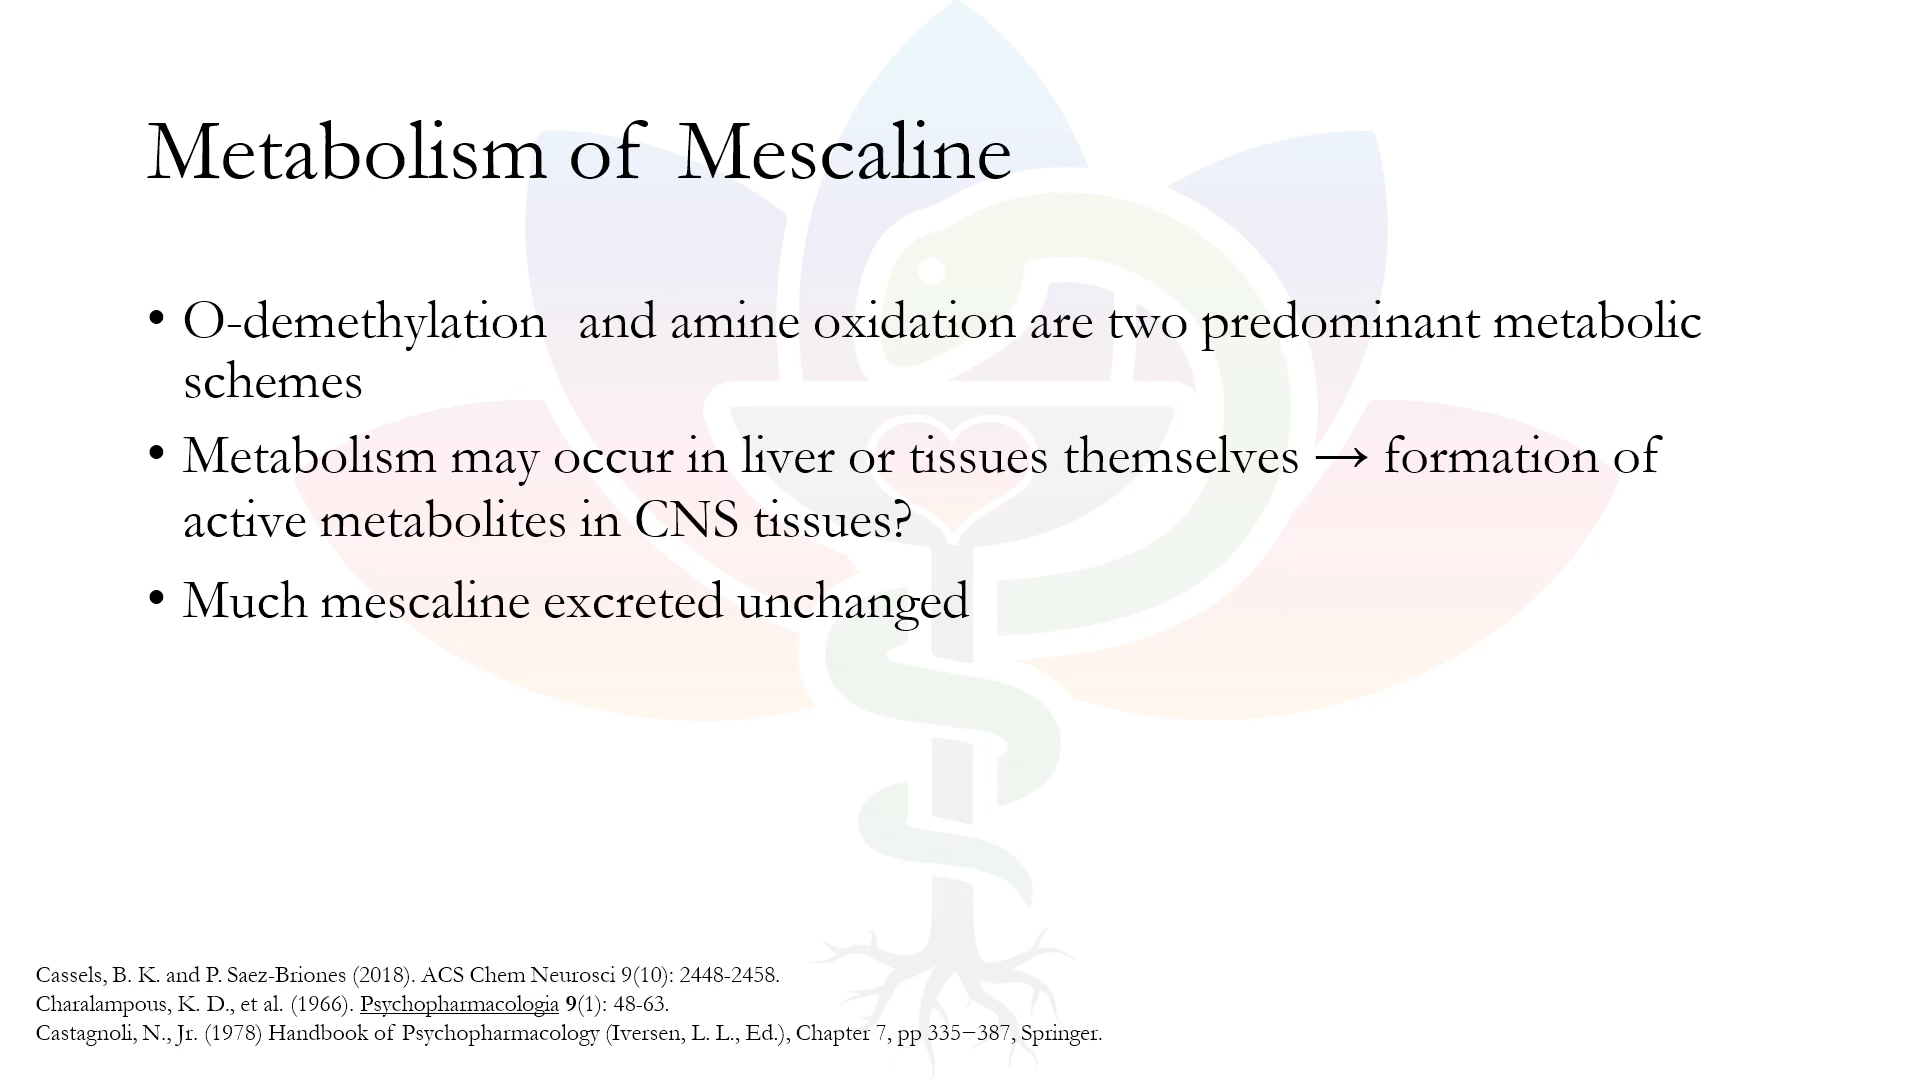 Metabolism of Mescaline
• O-demethylation and amine oxidation are two predominant metabolic
schemes
• Metabolism may occur in liver or tissues themselves → formation of
active metabolites in CNS tissues?
• Much mescaline excreted unchanged
Cassels, B. K. and P. Saez-Briones (2018). ACS Chem Neurosci 9(10): 2448-2458.
Charalampous, K. D., et al. (1966). Psychopharmacologia 9(1): 48-63.
Castagnoli, N., Jr. (1978) Handbook of Psychopharmacology (Iversen, L. L., Ed.), Chapter 7, pp 335−387, Springer.